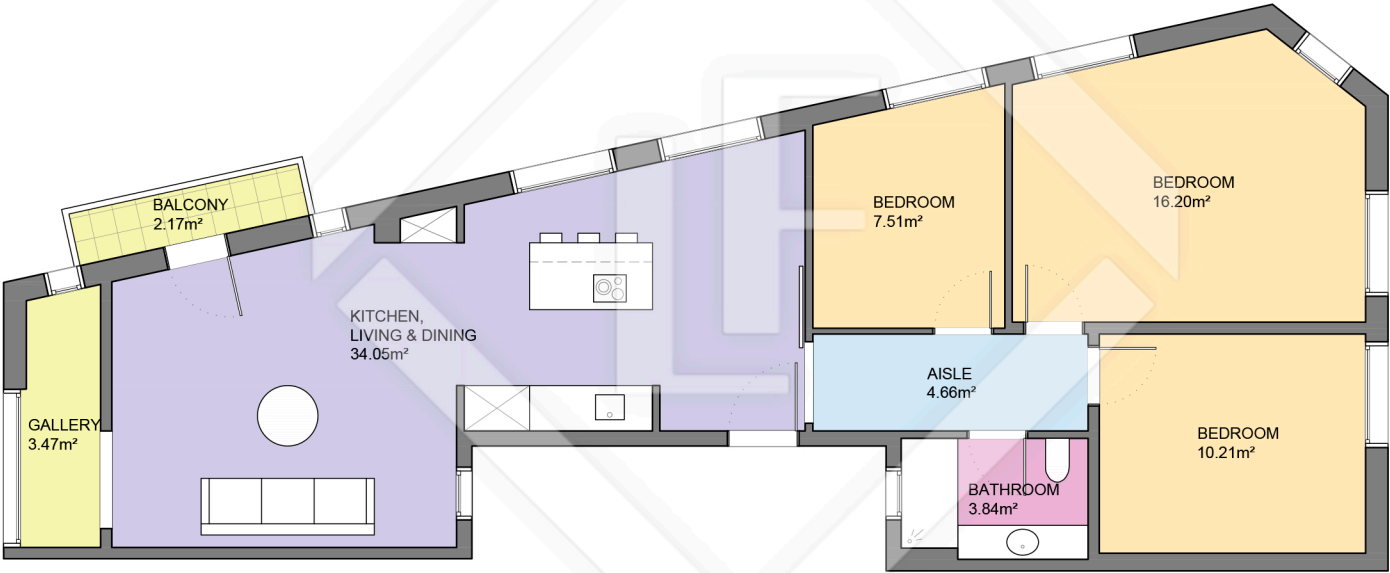 BALCONY
2.17m²
BEDROOM
7.51m²
BEDROOM
16.20m²
KITCHEN,
LIVING & DINING
34.05m²
AISLE
4.66m²
GALLERY
3.47m²
BEDROOM
10.21m²
BATHROOM
3.84m²